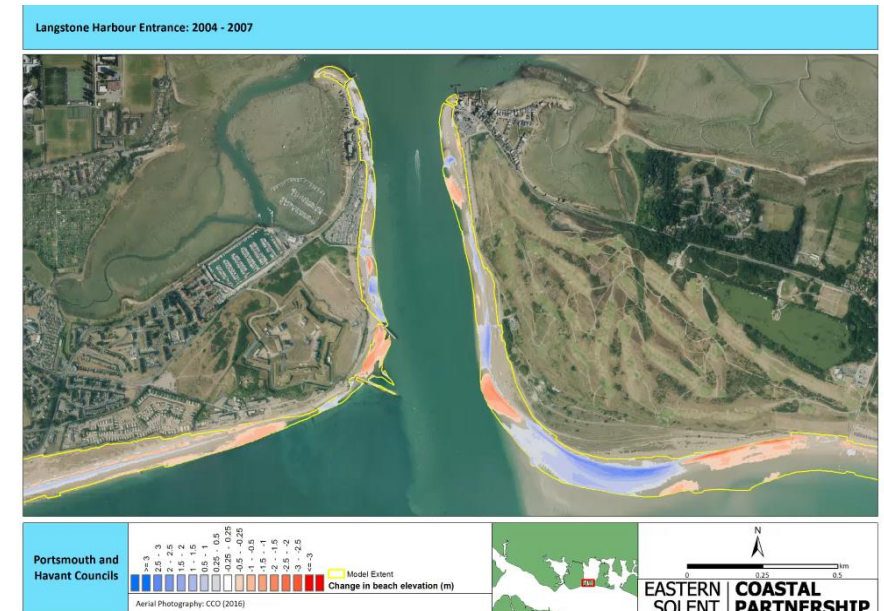 Langstone Harbour Entrance: 2004 - 2007
Portsmouth and
Havant Councils
>= 3
2.5 - 3
2 - 2.5
1.5 - 2
1 - 1.5
0.5 - 1
0.25 - 0.5
-0.25 - 0.25
-0.5 - -0.25
-1 - -0.5
-1.5 - -1
-2 - -1.5
-2.5 - -2
-3 - -2.5
<= -3
Model Extent
Change in beach elevation (m)
Aerial Photography: CCO (2016)
N
0 0.25 0.5
km
EASTERN
SOLENT
COASTAL
PARTNERSHIP